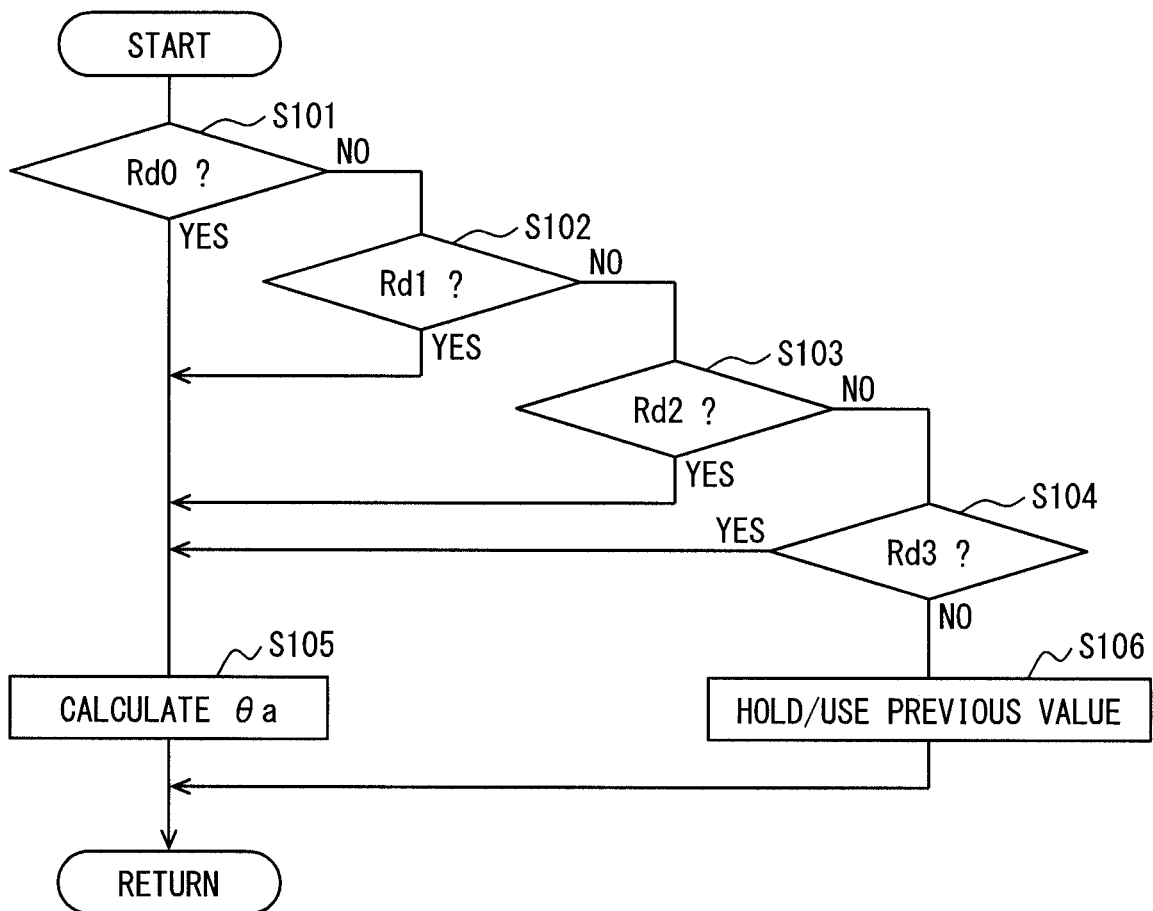 START
S101
Rd0 ?
NO
YES
S102
Rd1 ?
NO
YES
S103
Rd2 ?
NO
YES
S104
YES
Rd3 ?
NO
S105
CALCULATE θa
S106
HOLD/USE PREVIOUS VALUE
RETURN